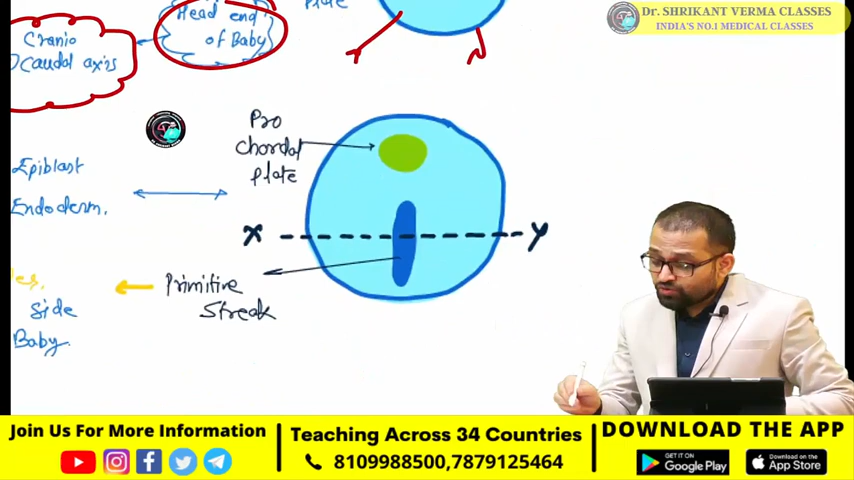 Head end
of Baby
Cranio
Caudal axis
Plate
Dr. SHRIKANT VERMA CLASSES
INDIA'S NO.1 MEDICAL CLASSES
Pro
chordal
plate
Epiblast
Endoderm.
X
Y
Primitive
Streak
Side
Baby.
Join Us For More Information
Teaching Across 34 Countries
8109988500,7879125464
DOWNLOAD THE APP
GET IT ON
Google Play
Download on the
App Store